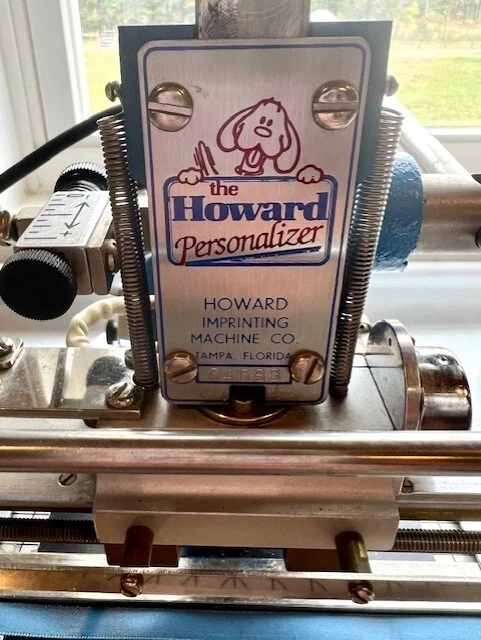 the
Howard
Personalizer
HOWARD
IMPRINTING
MACHINE CO.
TAMPA, FLORIDA